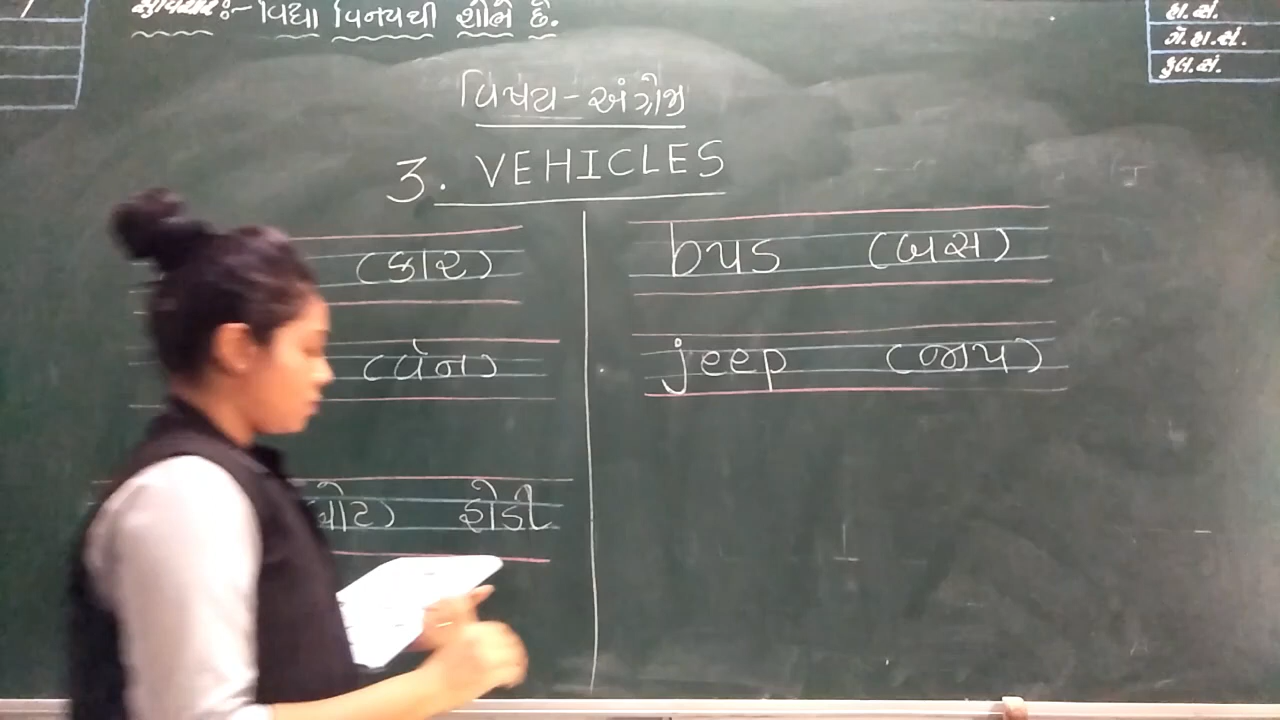 સુવિચાર :- વિદ્યા વિનયથી શોભે છે.
હા. સં.
ગે. હા. સં.
કુલ. સં.
વિષય - અંગ્રેજી
3. VEHICLES
(કાર)
(વેન)
હોડી
bus (બસ)
jeep (જીપ)